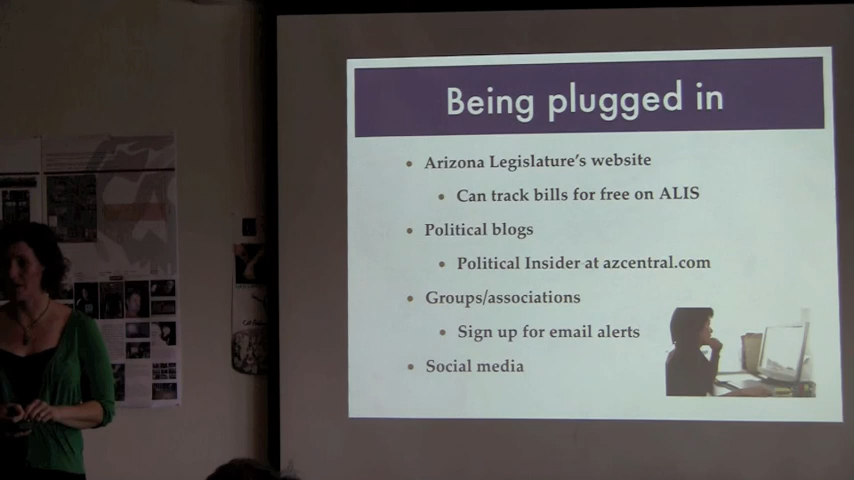 Being plugged in
• Arizona Legislature's website
• Can track bills for free on ALIS
• Political blogs
• Political Insider at azcentral.com
• Groups/associations
• Sign up for email alerts
• Social media